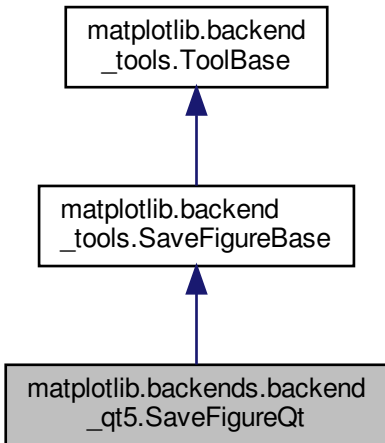 matplotlib.backend
_tools.ToolBase
matplotlib.backend
_tools.SaveFigureBase
matplotlib.backends.backend
_qt5.SaveFigureQt